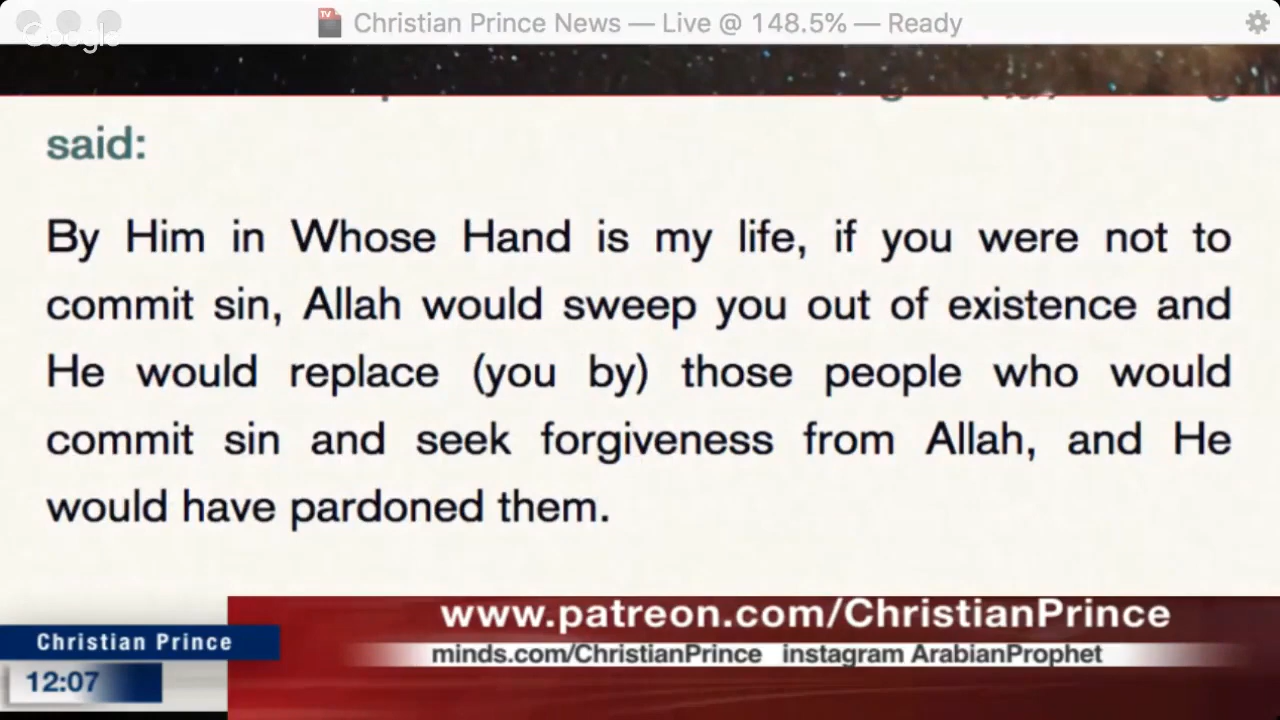 Google
TV
Christian Prince News — Live @ 148.5% — Ready
said:
By Him in Whose Hand is my life, if you were not to
commit sin, Allah would sweep you out of existence and
He would replace (you by) those people who would
commit sin and seek forgiveness from Allah, and He
would have pardoned them.
www.patreon.com/ChristianPrince
Christian Prince
minds.com/ChristianPrince instagram ArabianProphet
12:07